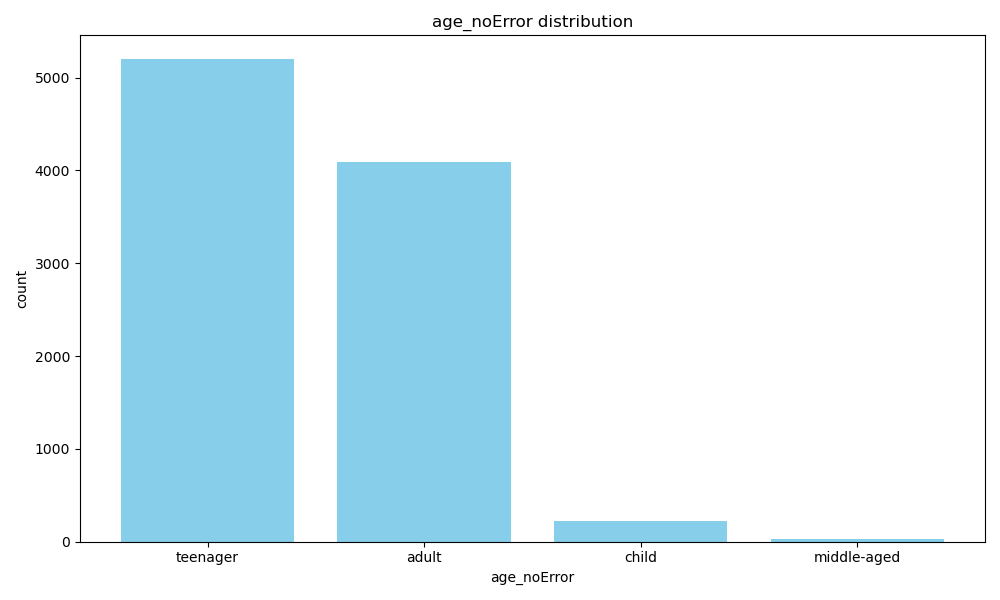 age_noError distribution
count
5000
4000
3000
2000
1000
0
teenager adult child middle-aged
age_noError